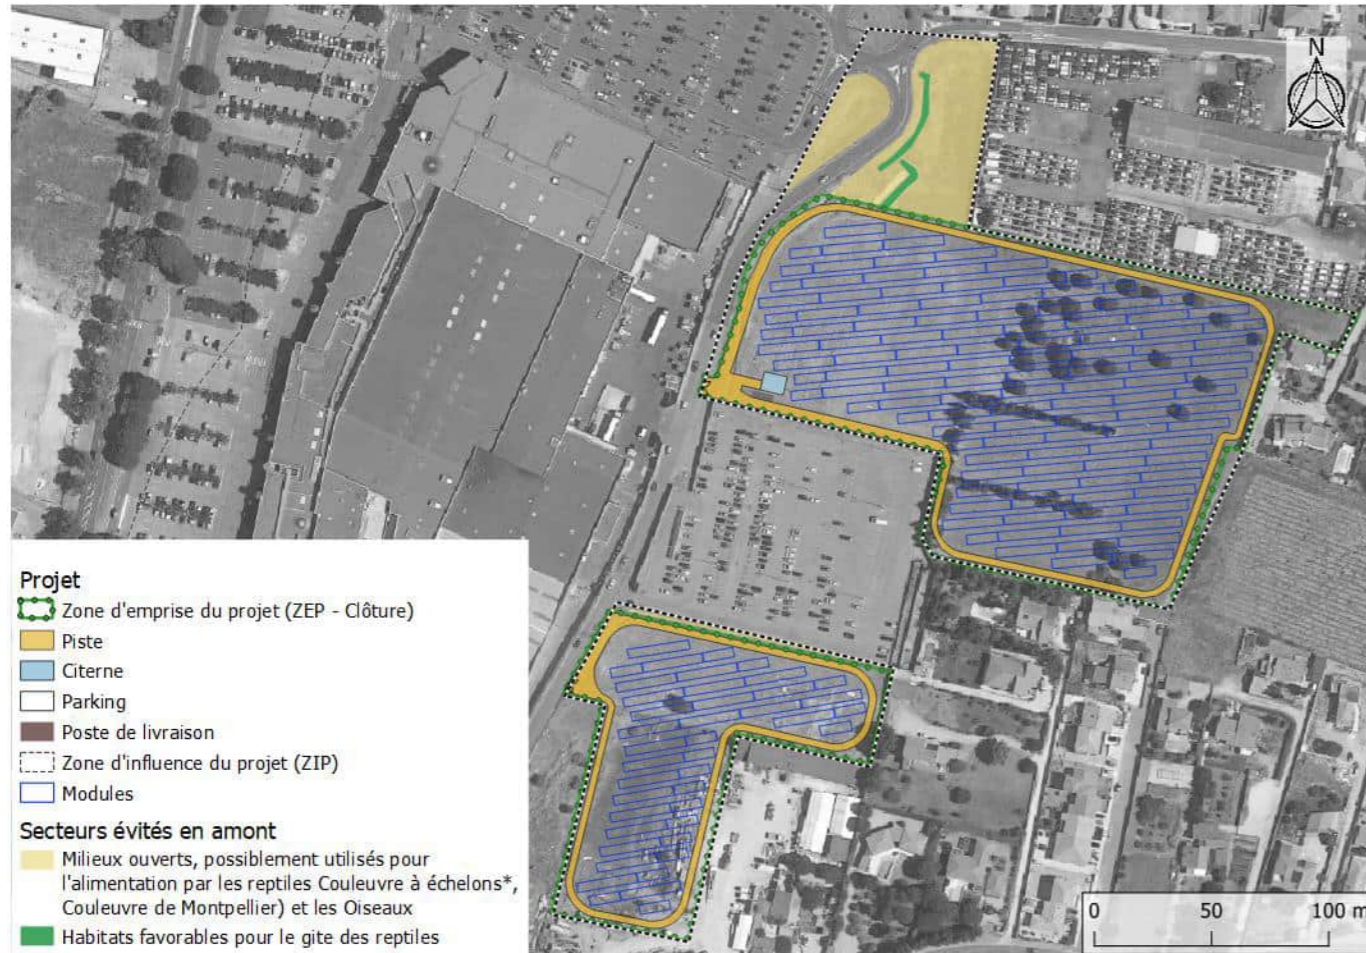 N
Projet
Zone d'emprise du projet (ZEP - Clôture)
Piste
Citerne
Parking
Poste de livraison
Zone d'influence du projet (ZIP)
Modules
Secteurs évités en amont
Milieux ouverts, possiblement utilisés pour
l'alimentation par les reptiles Couleuvre à échelons*,
Couleuvre de Montpellier) et les Oiseaux
Habitats favorables pour le gite des reptiles
0 50 100 m